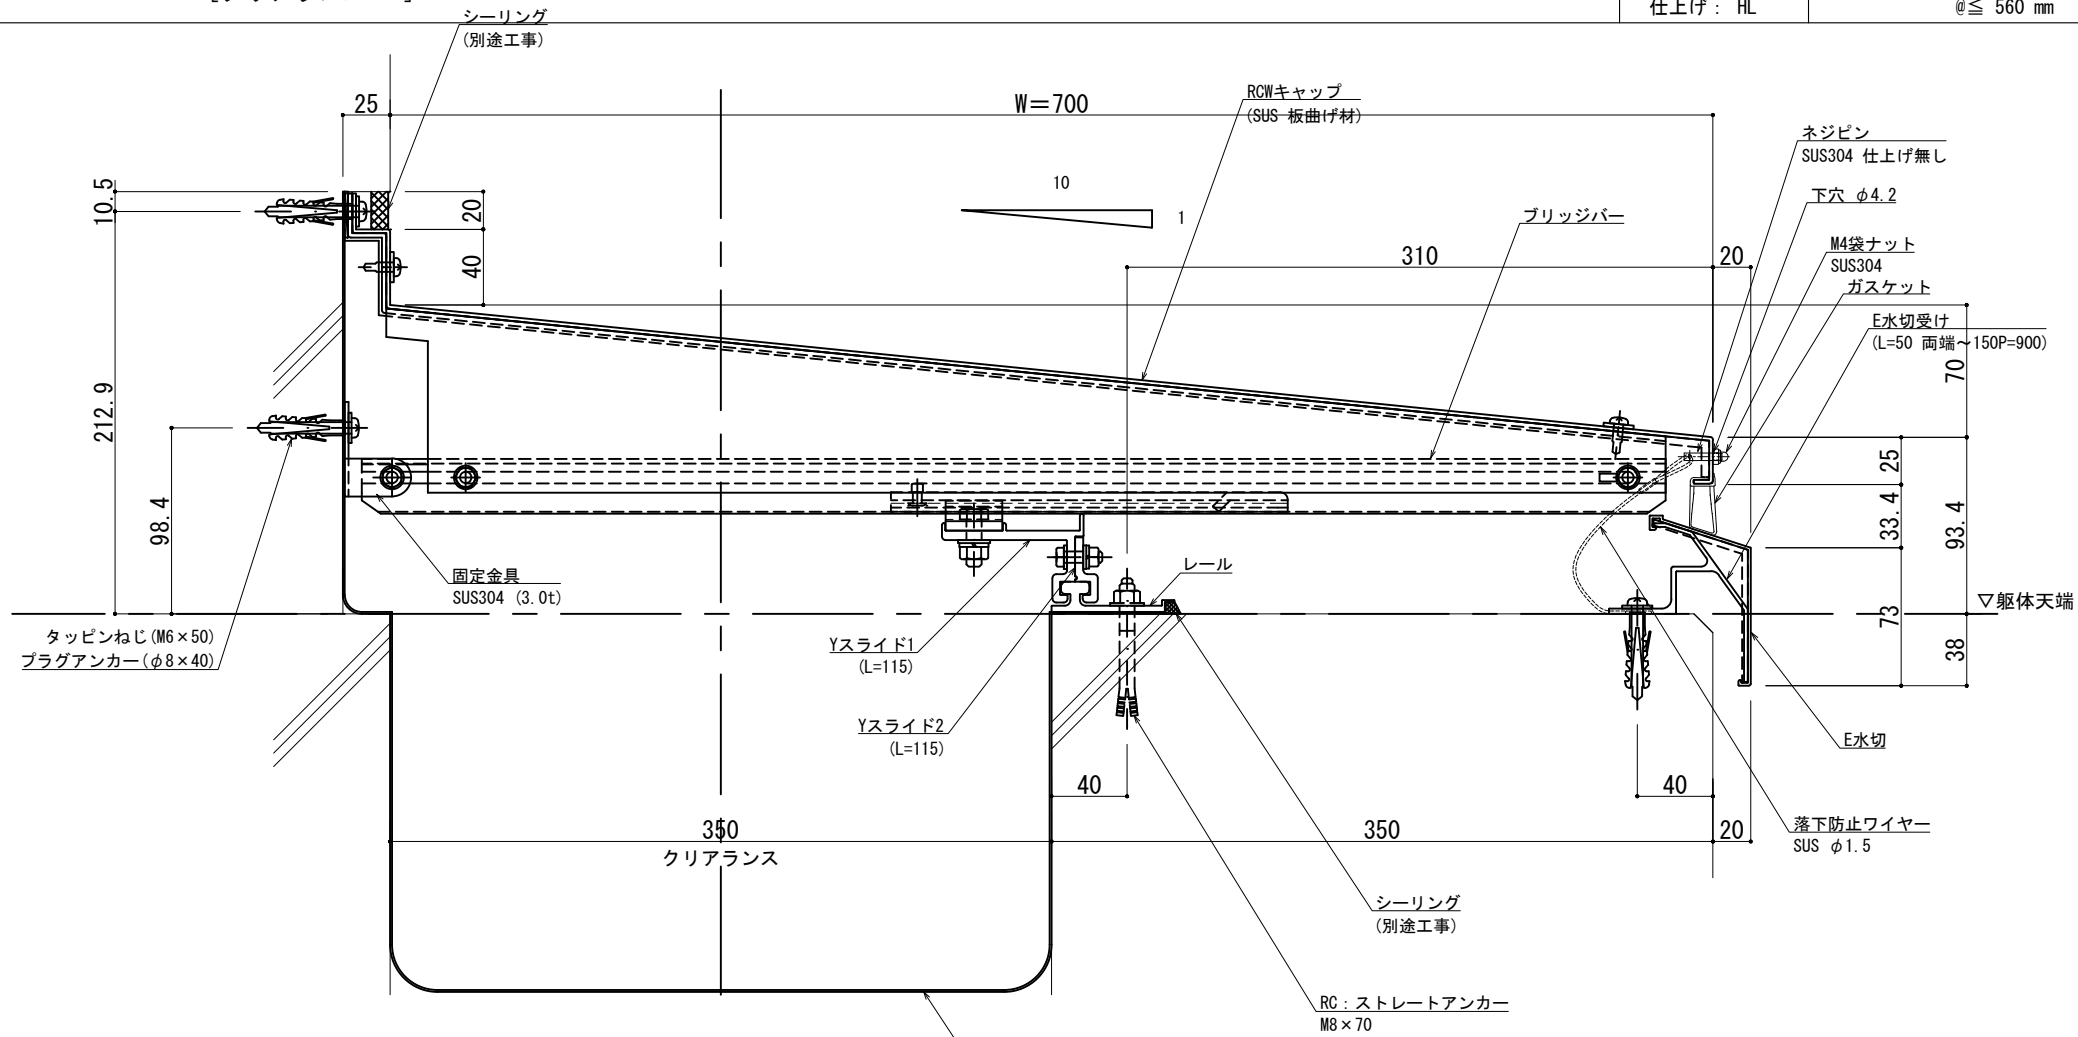 仕上げ： HL
@≦ 560 mm
シーリング
(別途工事)
25
W＝700
RCWキャップ
(SUS 板曲げ材)
ネジピン
SUS304 仕上げ無し
10
1
下穴 φ4.2
10.5
20
40
ブリッジバー
M4袋ナット
SUS304
310
20
ガスケット
E水切受け
(L=50 両端～150P=900)
70
212.9
98.4
25
33.4
93.4
固定金具
SUS304 (3.0t)
レール
▽躯体天端
タッピンねじ(M6×50)
プラグアンカー(φ8×40)
Yスライド1
(L=115)
73
38
Yスライド2
(L=115)
E水切
40
40
350
クリアランス
350
20
落下防止ワイヤー
SUS φ1.5
シーリング
(別途工事)
RC：ストレートアンカー
M8×70